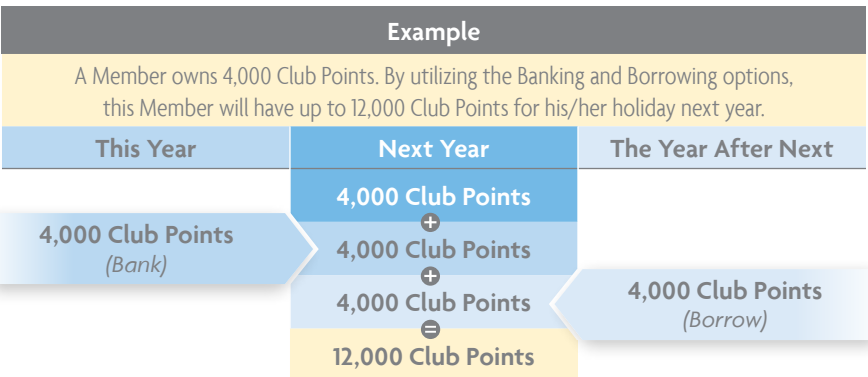 Example
A Member owns 4,000 Club Points. By utilizing the Banking and Borrowing options,
this Member will have up to 12,000 Club Points for his/her holiday next year.
This Year
Next Year
The Year After Next
4,000 Club Points
+
4,000 Club Points
(Bank)
4,000 Club Points
+
4,000 Club Points
4,000 Club Points
(Borrow)
=
12,000 Club Points